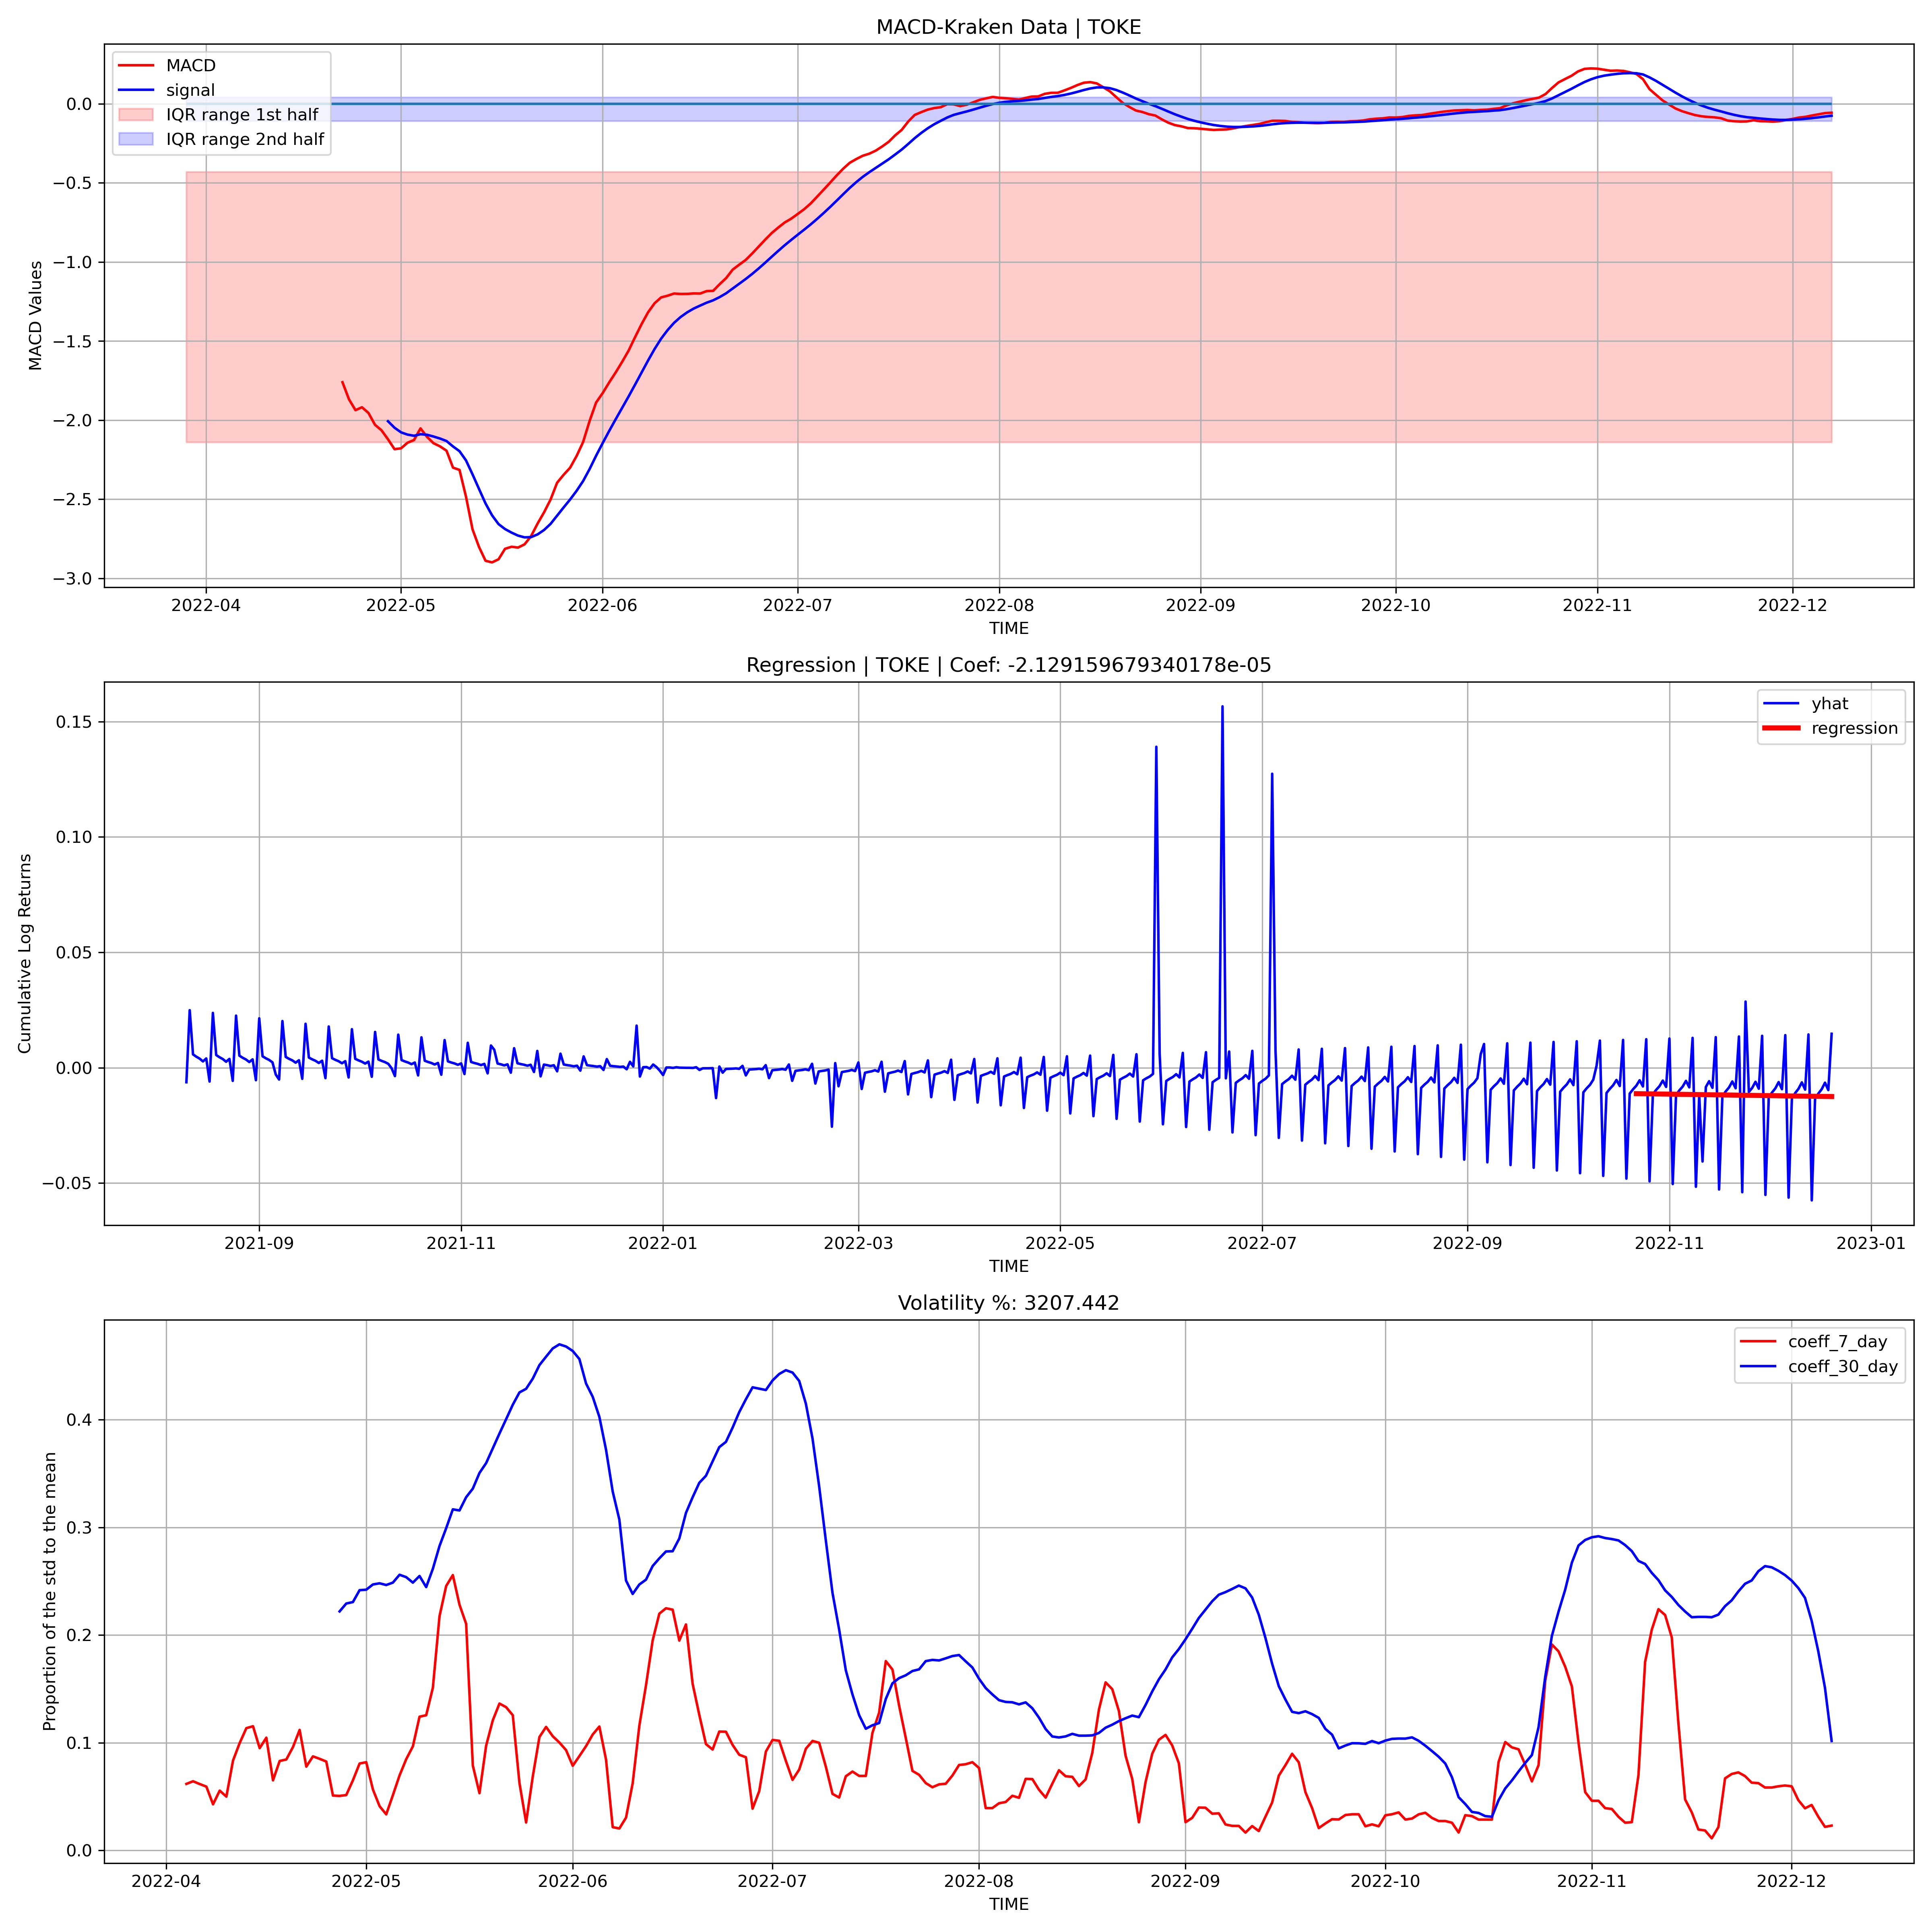 MACD-Kraken Data | TOKE
MACD
signal
IQR range 1st half
IQR range 2nd half
MACD Values
0.0
−0.5
−1.0
−1.5
−2.0
−2.5
−3.0
2022-04 2022-05 2022-06 2022-07 2022-08 2022-09 2022-10 2022-11 2022-12
TIME
Regression | TOKE | Coef: -2.129159679340178e-05
yhat
regression
Cumulative Log Returns
0.15
0.10
0.05
0.00
−0.05
2021-09 2021-11 2022-01 2022-03 2022-05 2022-07 2022-09 2022-11 2023-01
TIME
Volatility %: 3207.442
coeff_7_day
coeff_30_day
Proportion of the std to the mean
0.4
0.3
0.2
0.1
0.0
2022-04 2022-05 2022-06 2022-07 2022-08 2022-09 2022-10 2022-11 2022-12
TIME